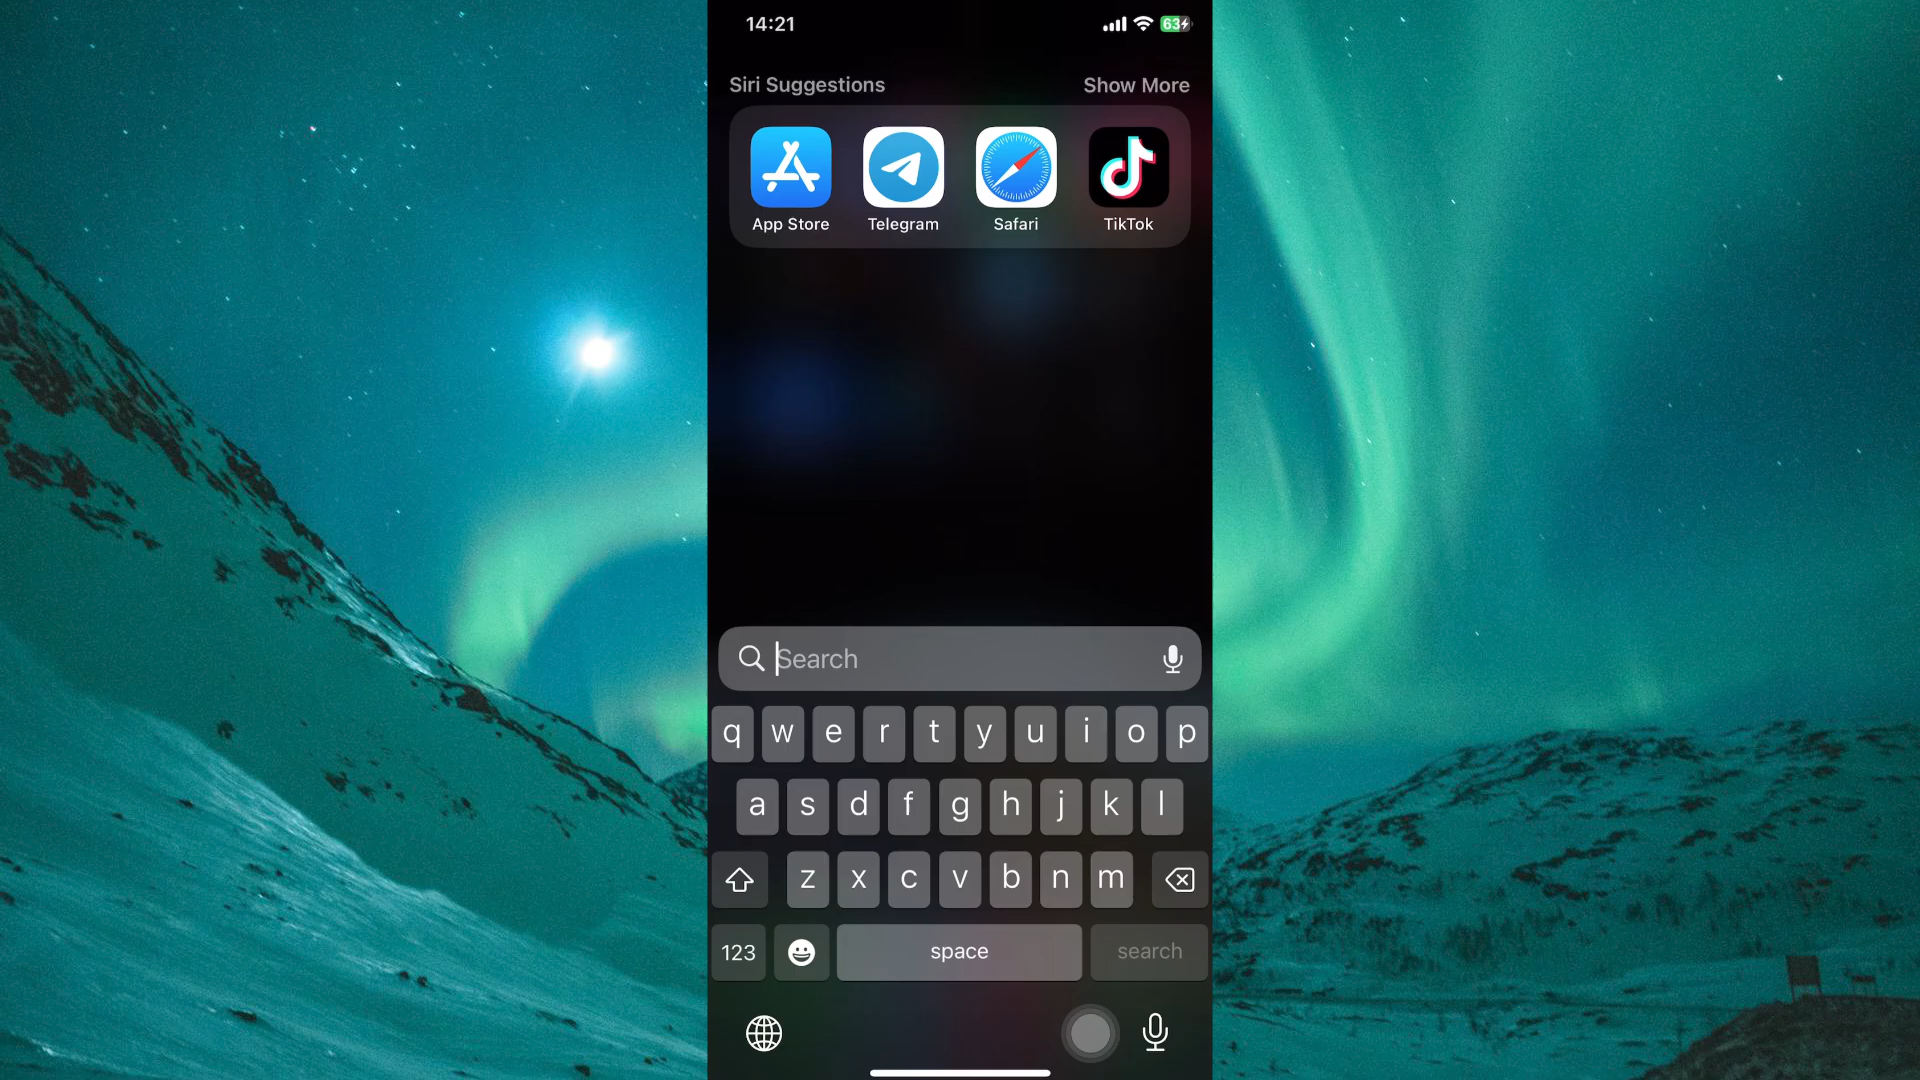 14:21
63
Siri Suggestions
Show More
App Store
Telegram
Safari
TikTok
Search
q w e r t y u i o p
a s d f g h j k l
z x c v b n m
123
space
search